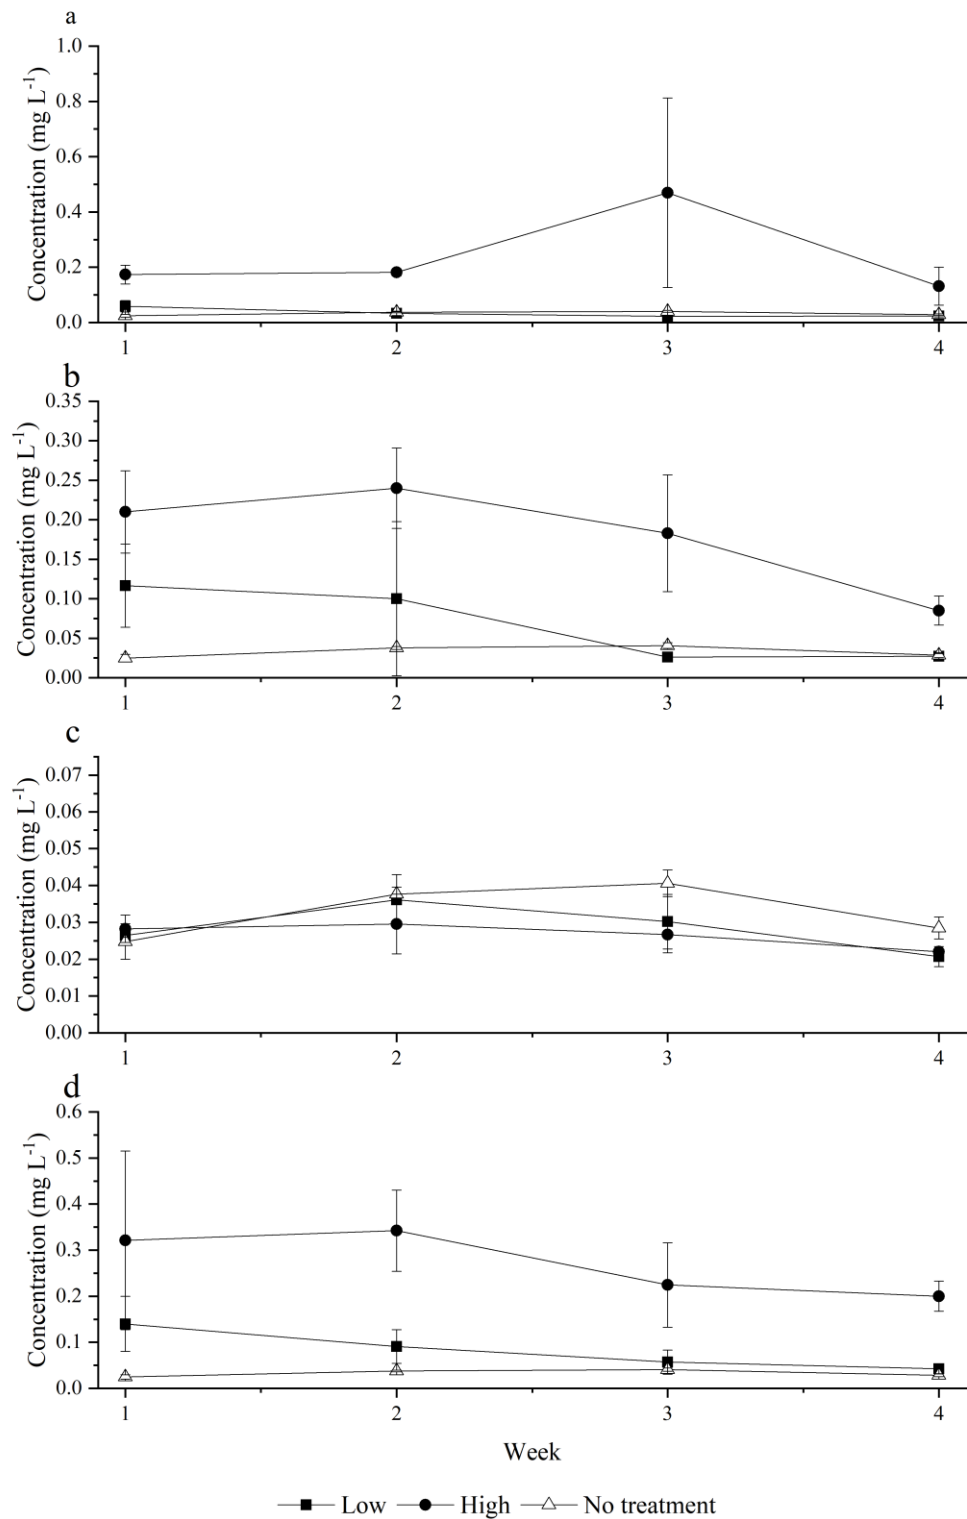 a
Concentration (mg L-1)
1.0
0.8
0.6
0.4
0.2
0.0
1 2 3 4
b
Concentration (mg L-1)
0.35
0.30
0.25
0.20
0.15
0.10
0.05
0.00
1 2 3 4
c
Concentration (mg L-1)
0.07
0.06
0.05
0.04
0.03
0.02
0.01
0.00
1 2 3 4
d
Concentration (mg L-1)
0.6
0.5
0.4
0.3
0.2
0.1
0.0
1 2 3 4
Week
Low High No treatment